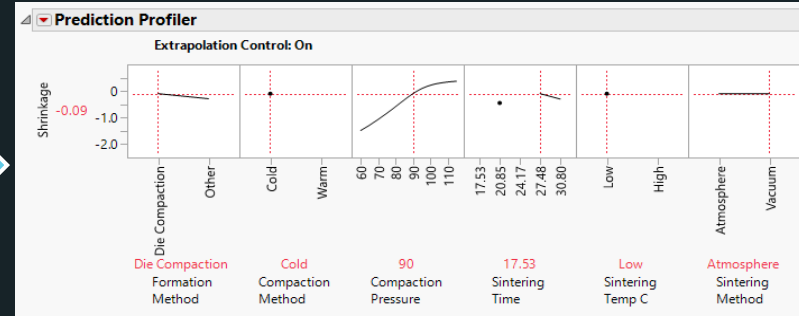 Prediction Profiler
Extrapolation Control: On
Shrinkage
-0.09
0
-1.0
-2.0
Die Compaction
Other
Cold
Warm
60
70
80
90
100
110
17.53
20.85
24.17
27.48
30.80
Low
High
Atmosphere
Vacuum
Die Compaction
Formation
Method
Cold
Compaction
Method
90
Compaction
Pressure
17.53
Sintering
Time
Low
Sintering
Temp C
Atmosphere
Sintering
Method